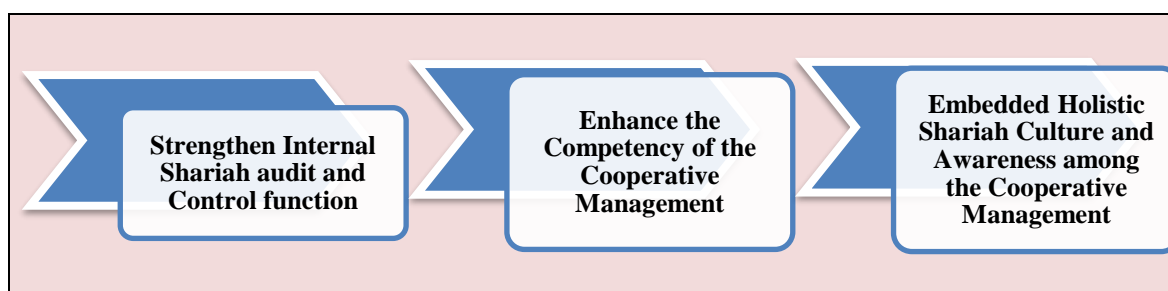 Strengthen Internal
Shariah audit and
Control function
Enhance the
Competency of the
Cooperative
Management
Embedded Holistic
Shariah Culture and
Awareness among
the Cooperative
Management